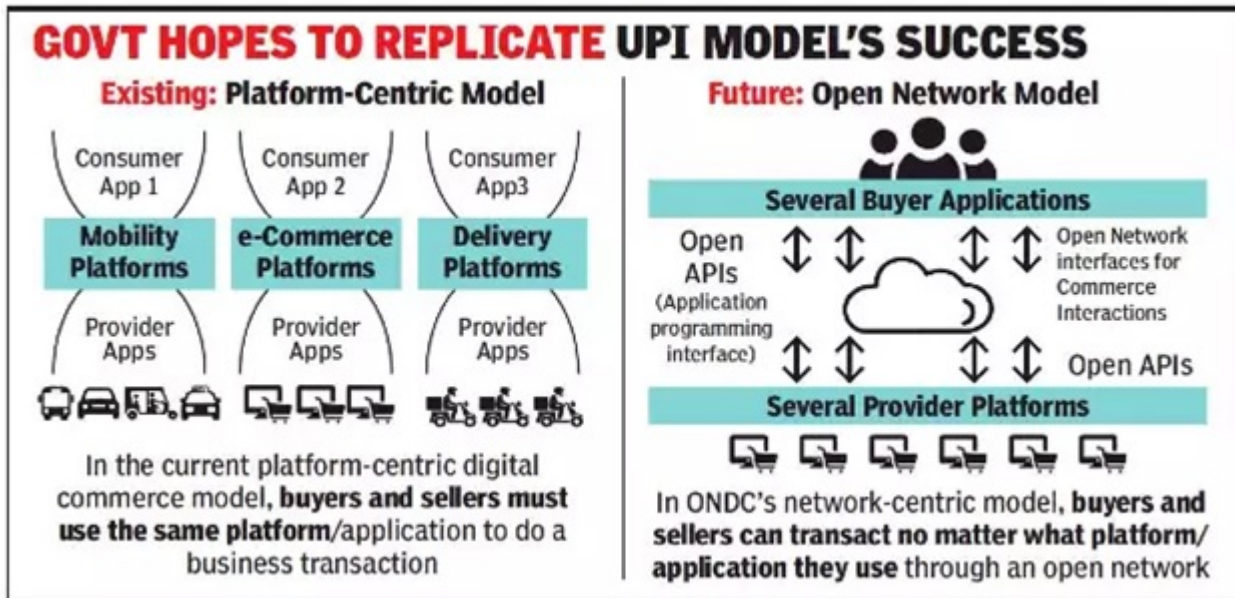 GOVT HOPES TO REPLICATE UPI MODEL'S SUCCESS
Existing: Platform-Centric Model
Consumer
App 1
Consumer
App 2
Consumer
App3
Mobility
Platforms
e-Commerce
Platforms
Delivery
Platforms
Provider
Apps
Provider
Apps
Provider
Apps
In the current platform-centric digital
commerce model, buyers and sellers must
use the same platform/application to do a
business transaction
Future: Open Network Model
Several Buyer Applications
Open
APIs
(Application
programming
interface)
Open Network
interfaces for
Commerce
Interactions
Open APIs
Several Provider Platforms
In ONDC's network-centric model, buyers and
sellers can transact no matter what platform/
application they use through an open network